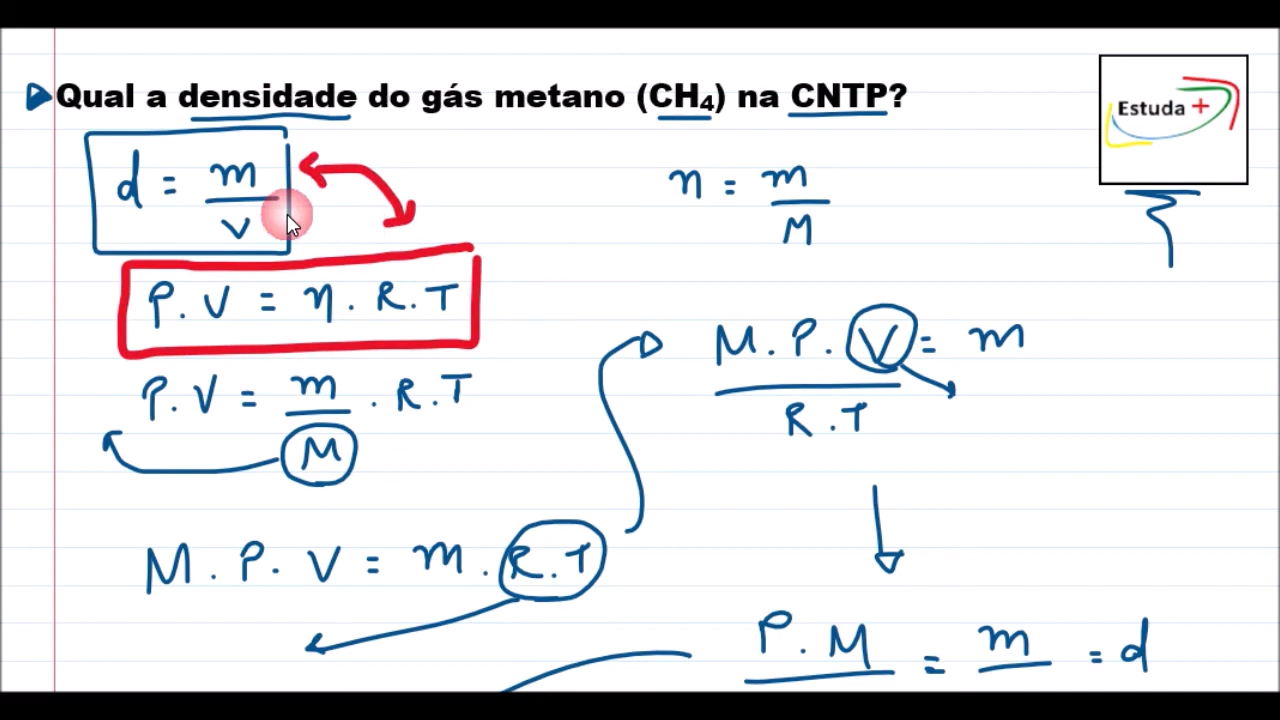 Qual a densidade do gás metano (CH₄) na CNTP?
Estuda +
d = m / V
n = m / M
P. V = n. R. T
P. V = m / M . R. T
M. P. V = m . R. T
M. P. V / R. T = m
P. M = m = d